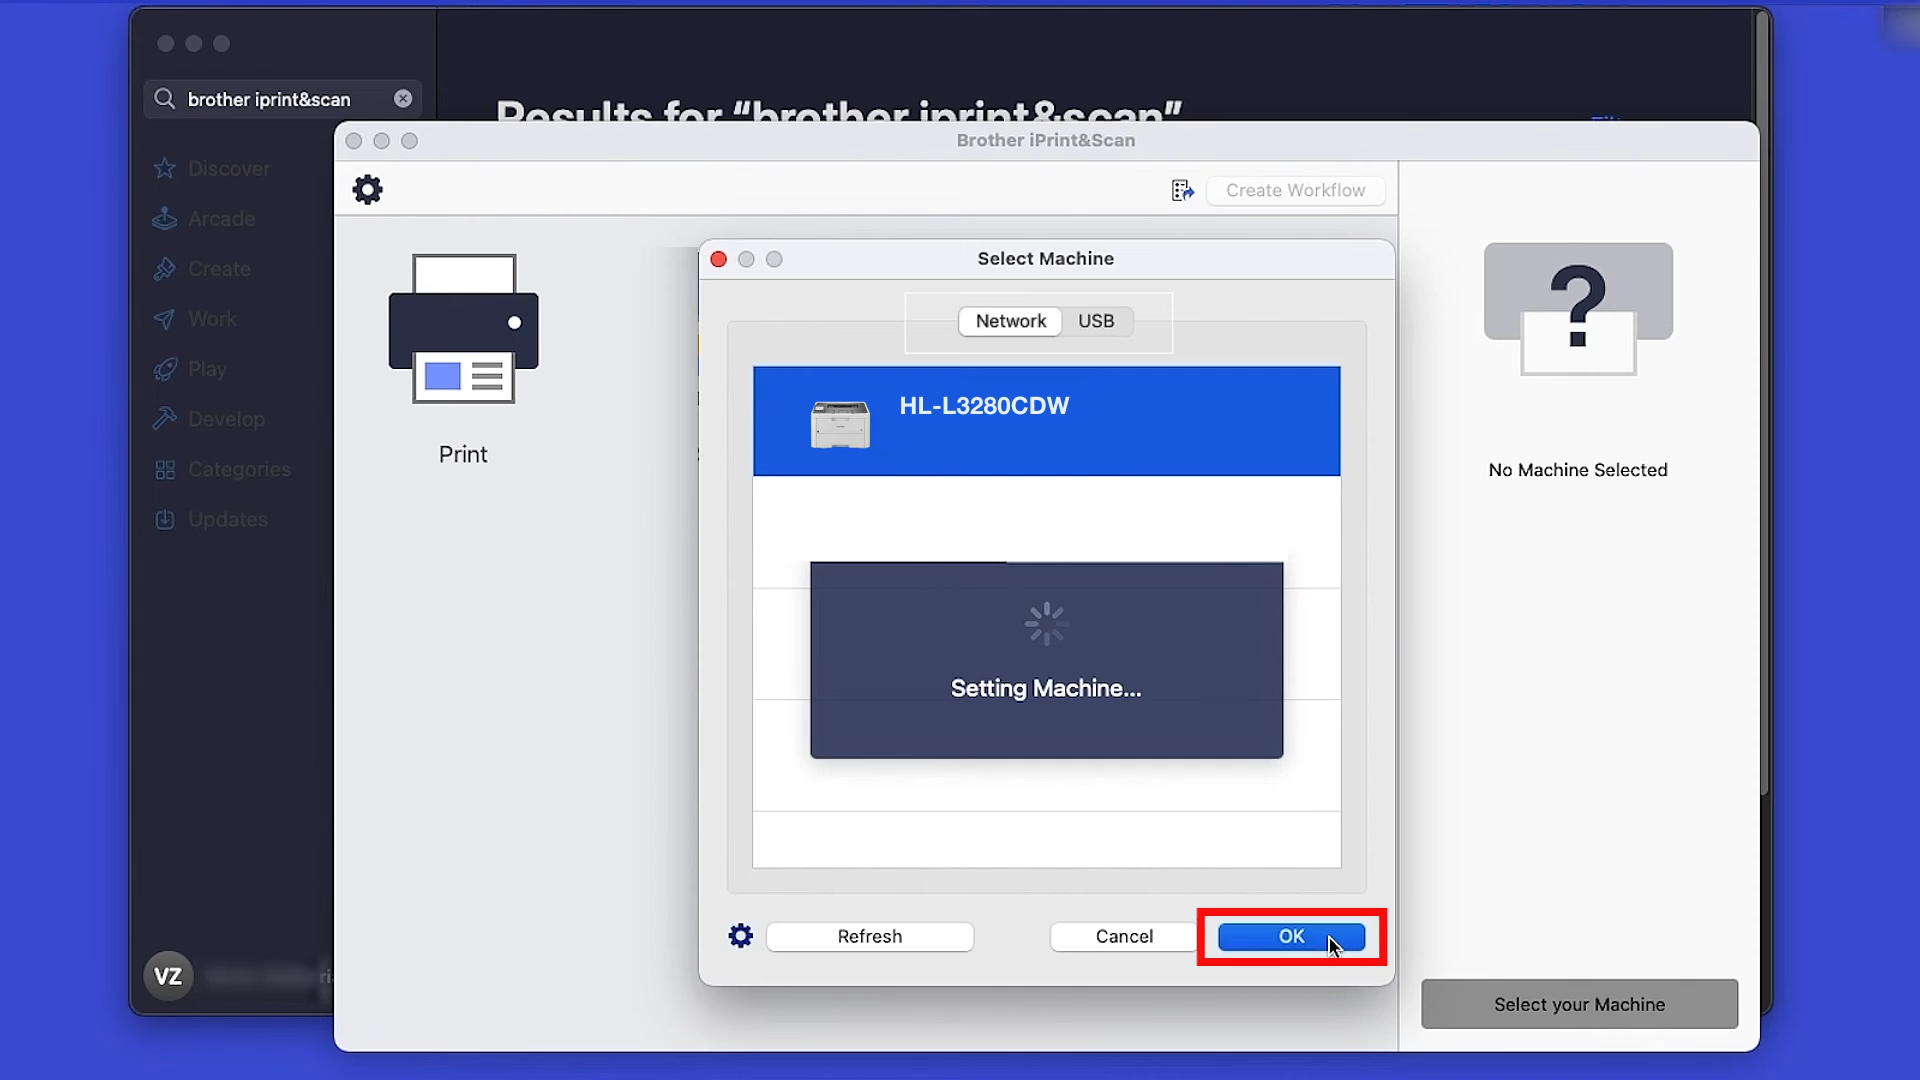 brother iprint&scan
Results for “brother iprint&scan”
Discover
Arcade
Create
Work
Play
Develop
Categories
Updates
VZ
Brother iPrint&Scan
Create Workflow
Print
Select Machine
Network
USB
HL-L3280CDW
Setting Machine...
Refresh
Cancel
OK
?
No Machine Selected
Select your Machine